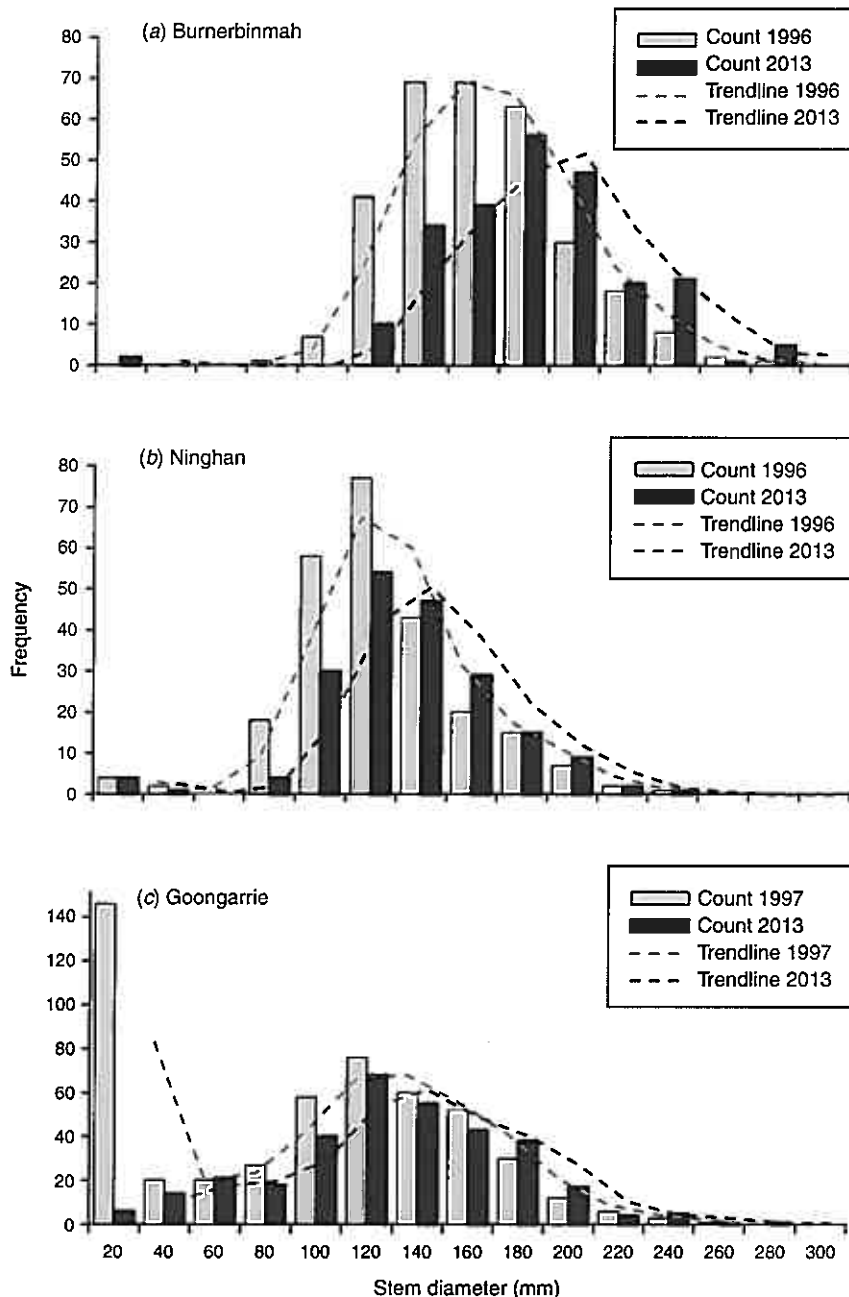 (a) Burnerbinmah
Count 1996
Count 2013
Trendline 1996
Trendline 2013
80
70
60
50
40
30
20
10
0
(b) Ninghan
Count 1996
Count 2013
Trendline 1996
Trendline 2013
80
70
60
50
40
30
20
10
0
Frequency
(c) Goongarrie
Count 1997
Count 2013
Trendline 1997
Trendline 2013
140
120
100
80
60
40
20
0
20 40 60 80 100 120 140 160 180 200 220 240 260 280 300
Stem diameter (mm)